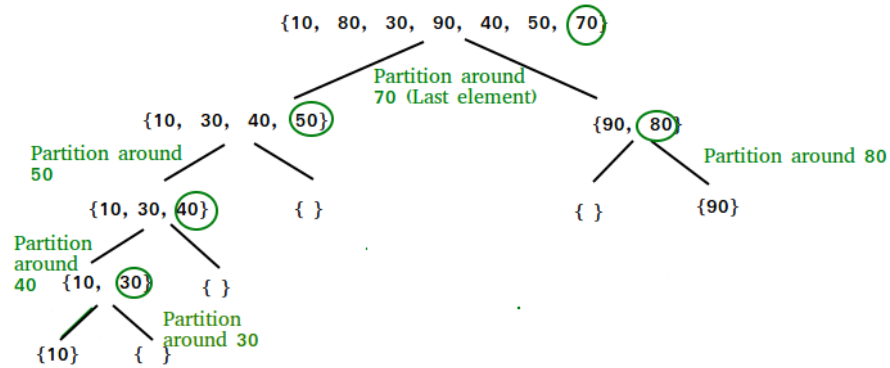 {10, 80, 30, 90, 40, 50, 70}
Partition around
70 (Last element)
{10, 30, 40, 50}
{90, 80}
Partition around
50
Partition around 80
{10, 30, 40}
{ }
{ }
{90}
Partition
around
40
{10, 30}
{ }
Partition
around 30
{10}
{ }